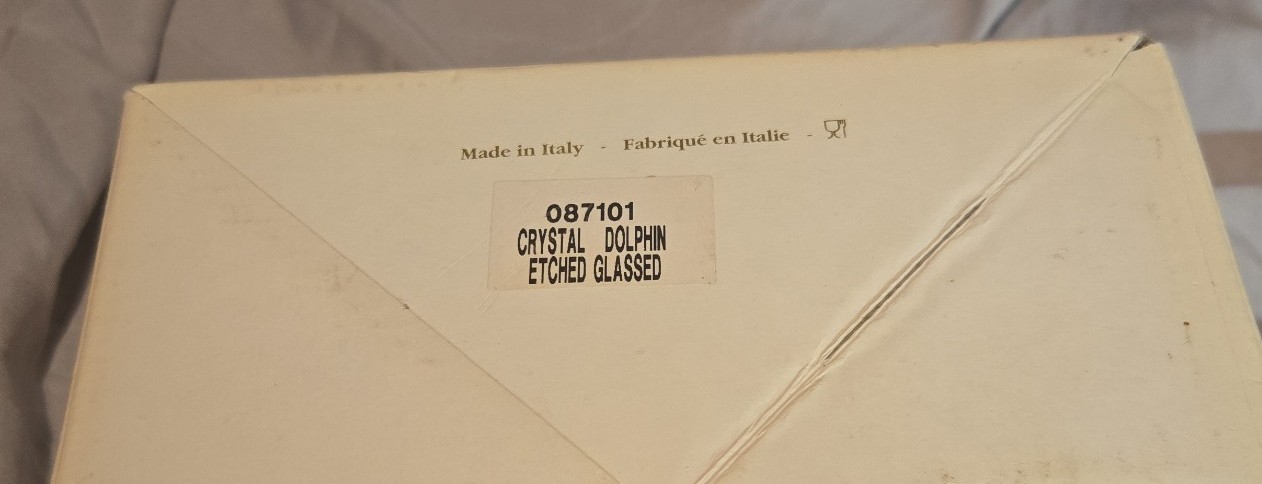 Made in Italy - Fabriqué en Italie -
087101
CRYSTAL DOLPHIN
ETCHED GLASSED